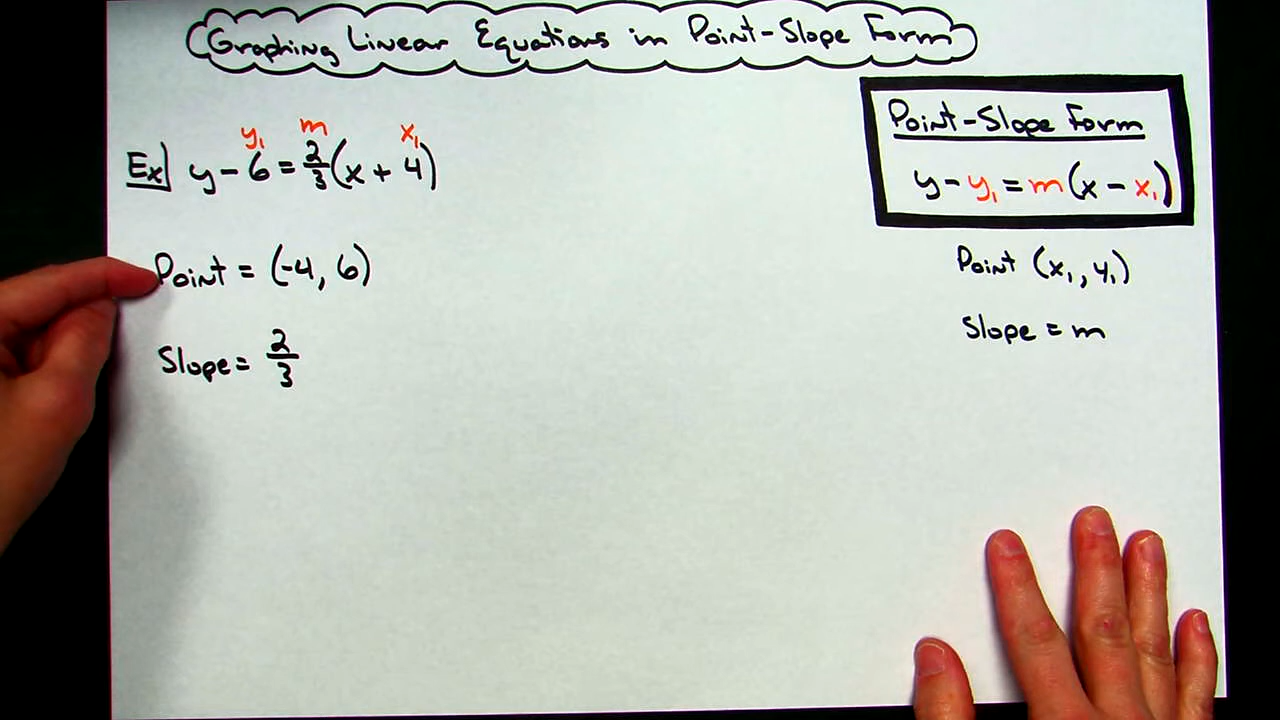 Graphing Linear Equations in Point-Slope Form
y₁ m x₁
Ex] y - 6 = 2/3 (x + 4)
Point = (-4, 6)
Slope = 2/3
Point-Slope Form
y - y₁ = m(x - x₁)
Point (x₁, y₁)
Slope = m